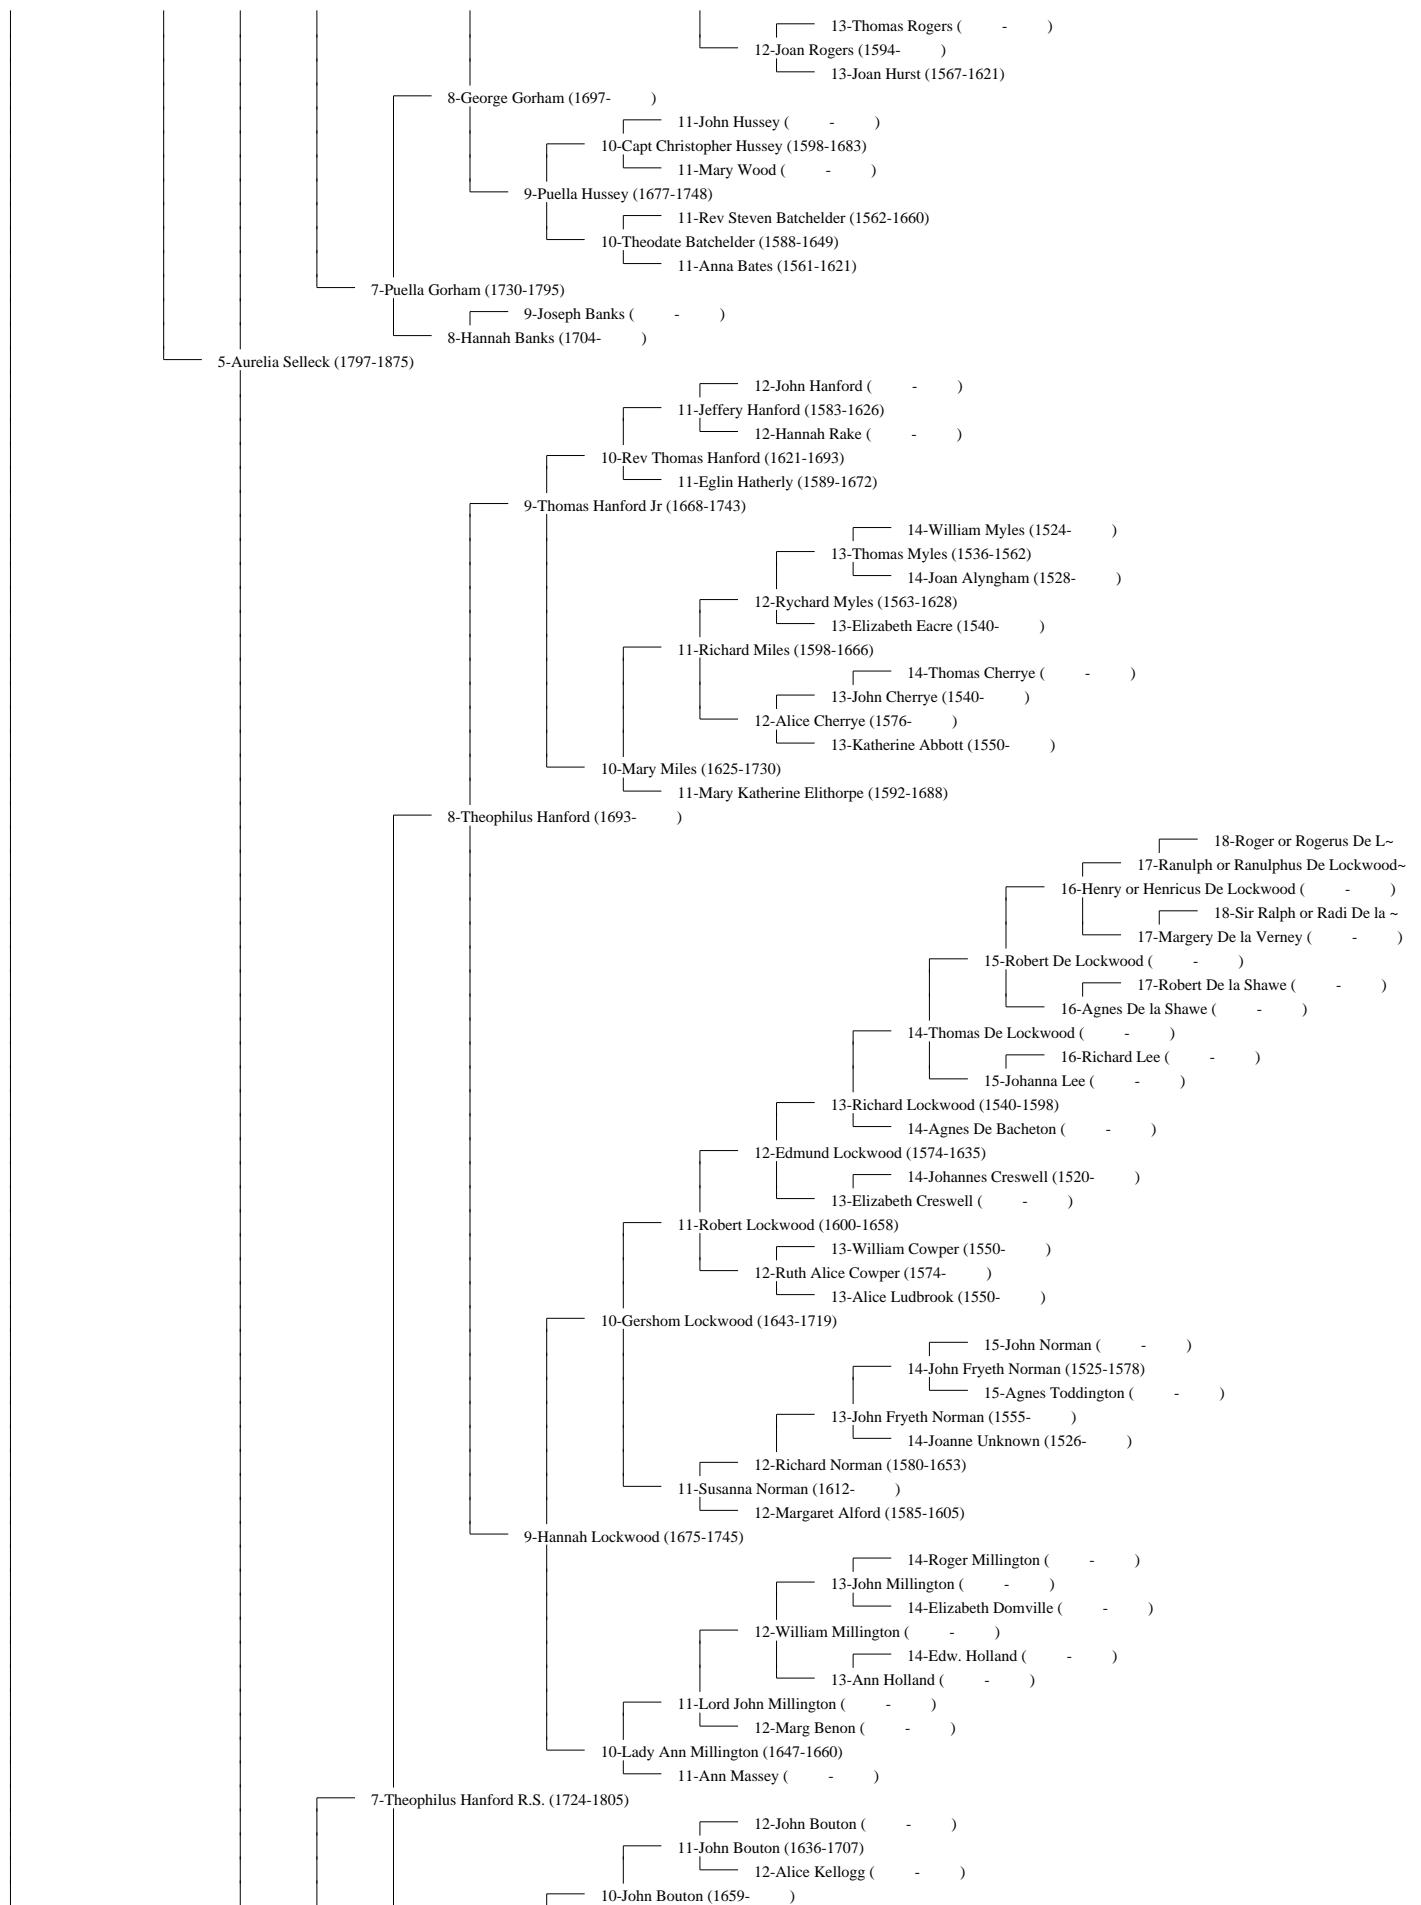 13-Thomas Rogers ( - )
12-Joan Rogers (1594- )
13-Joan Hurst (1567-1621)
8-George Gorham (1697- )
11-John Hussey ( - )
10-Capt Christopher Hussey (1598-1683)
11-Mary Wood ( - )
9-Puella Hussey (1677-1748)
11-Rev Steven Batchelder (1562-1660)
10-Theodate Batchelder (1588-1649)
11-Anna Bates (1561-1621)
7-Puella Gorham (1730-1795)
9-Joseph Banks ( - )
8-Hannah Banks (1704- )
5-Aurelia Selleck (1797-1875)
12-John Hanford ( - )
11-Jeffery Hanford (1583-1626)
12-Hannah Rake ( - )
10-Rev Thomas Hanford (1621-1693)
11-Eglin Hatherly (1589-1672)
9-Thomas Hanford Jr (1668-1743)
14-William Myles (1524- )
13-Thomas Myles (1536-1562)
14-Joan Alyngham (1528- )
12-Rychard Myles (1563-1628)
13-Elizabeth Eacre (1540- )
11-Richard Miles (1598-1666)
14-Thomas Cherrye ( - )
13-John Cherrye (1540- )
12-Alice Cherrye (1576- )
13-Katherine Abbott (1550- )
10-Mary Miles (1625-1730)
11-Mary Katherine Elithorpe (1592-1688)
8-Theophilus Hanford (1693- )
18-Roger or Rogerus De L~
17-Ranulph or Ranulphus De Lockwood~
16-Henry or Henricus De Lockwood ( - )
18-Sir Ralph or Radi De la ~
17-Margery De la Verney ( - )
15-Robert De Lockwood ( - )
17-Robert De la Shawe ( - )
16-Agnes De la Shawe ( - )
14-Thomas De Lockwood ( - )
16-Richard Lee ( - )
15-Johanna Lee ( - )
13-Richard Lockwood (1540-1598)
14-Agnes De Bacheton ( - )
12-Edmund Lockwood (1574-1635)
14-Johannes Creswell (1520- )
13-Elizabeth Creswell ( - )
11-Robert Lockwood (1600-1658)
13-William Cowper (1550- )
12-Ruth Alice Cowper (1574- )
13-Alice Ludbrook (1550- )
10-Gershom Lockwood (1643-1719)
15-John Norman ( - )
14-John Fryeth Norman (1525-1578)
15-Agnes Toddington ( - )
13-John Fryeth Norman (1555- )
14-Joanne Unknown (1526- )
12-Richard Norman (1580-1653)
11-Susanna Norman (1612- )
12-Margaret Alford (1585-1605)
9-Hannah Lockwood (1675-1745)
14-Roger Millington ( - )
13-John Millington ( - )
14-Elizabeth Domville ( - )
12-William Millington ( - )
14-Edw. Holland ( - )
13-Ann Holland ( - )
11-Lord John Millington ( - )
12-Marg Benon ( - )
10-Lady Ann Millington (1647-1660)
11-Ann Massey ( - )
7-Theophilus Hanford R.S. (1724-1805)
12-John Bouton ( - )
11-John Bouton (1636-1707)
12-Alice Kellogg ( - )
10-John Bouton (1659- )